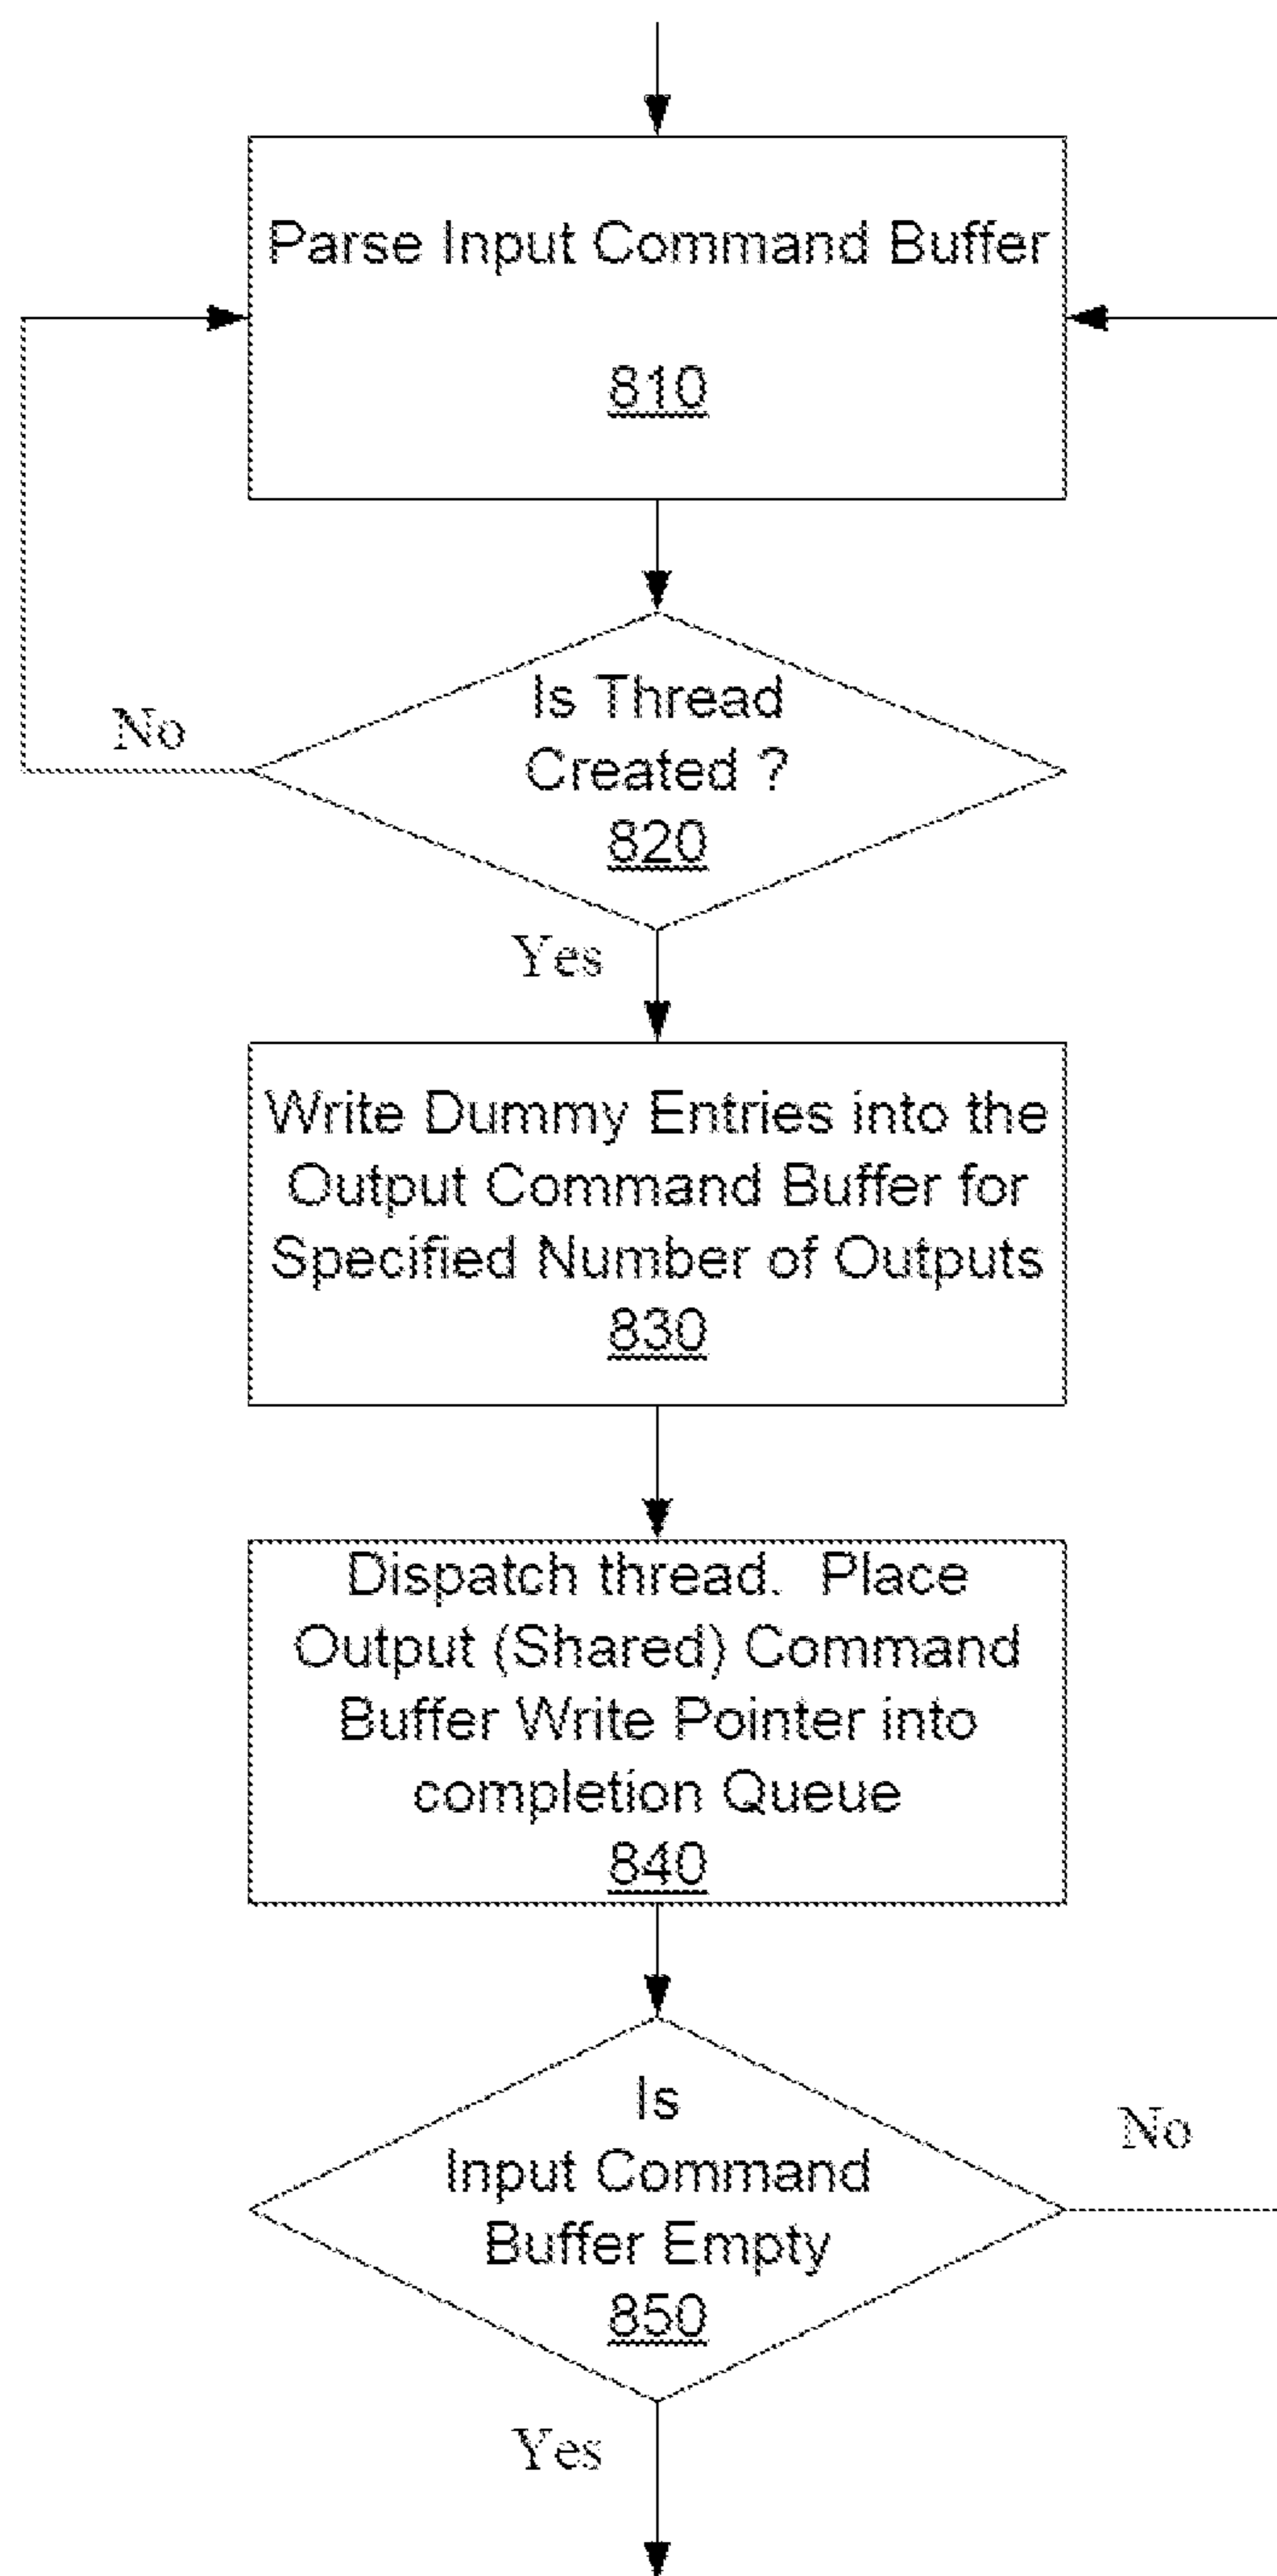 Parse Input Command Buffer
810
Is Thread
Created ?
820
No
Yes
Write Dummy Entries into the
Output Command Buffer for
Specified Number of Outputs
830
Dispatch thread. Place
Output (Shared) Command
Buffer Write Pointer into
completion Queue
840
Is
Input Command
Buffer Empty
850
No
Yes